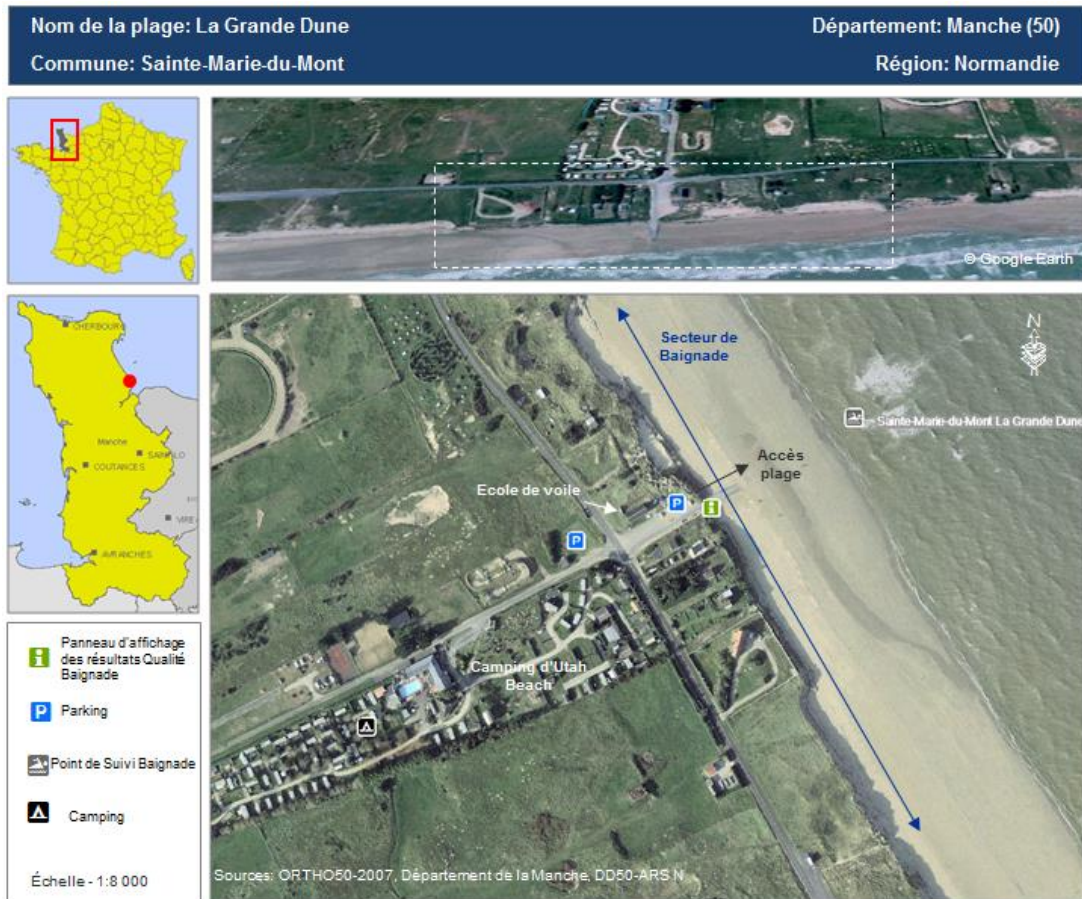 Nom de la plage: La Grande Dune
Département: Manche (50)
Commune: Sainte-Marie-du-Mont
Région: Normandie
© Google Earth
CHERBOURG
Manche
COUTANCES
AVRANCHES
VIRE
Secteur de
Baignade
N
Sainte-Marie-du-Mont La Grande Dune
Accès
plage
Ecole de voile
P
P
Camping d'Utah
Beach
Panneau d'affichage
des résultats Qualité
Baignade
P
Parking
Point de Suivi Baignade
Camping
Échelle - 1:8 000
Sources: ORTHO50-2007, Département de la Manche, DD50-ARS N